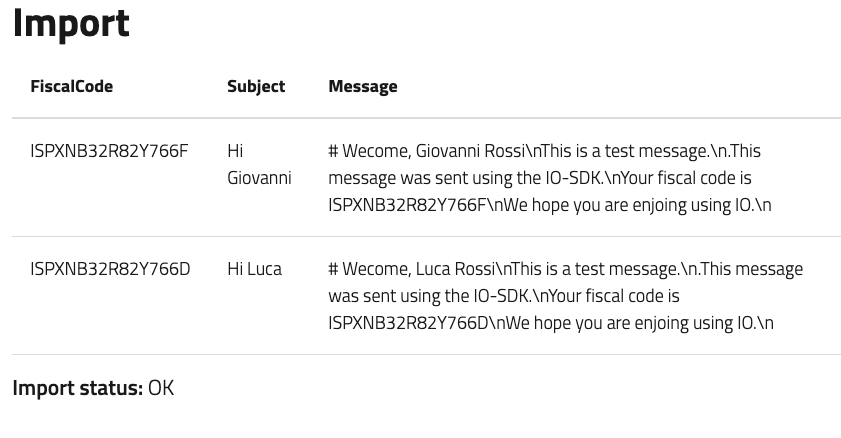 Import
FiscalCode Subject Message
ISPXNB32R82Y766F Hi # Wecome, Giovanni Rossi\nThis is a test message.\n.This
Giovanni message was sent using the IO-SDK.\nYour fiscal code is
ISPXNB32R82Y766F\nWe hope you are enjoing using IO.\n
ISPXNB32R82Y766D Hi Luca # Wecome, Luca Rossi\nThis is a test message.\n.This message
was sent using the IO-SDK.\nYour fiscal code is
ISPXNB32R82Y766D\nWe hope you are enjoing using IO.\n
Import status: OK